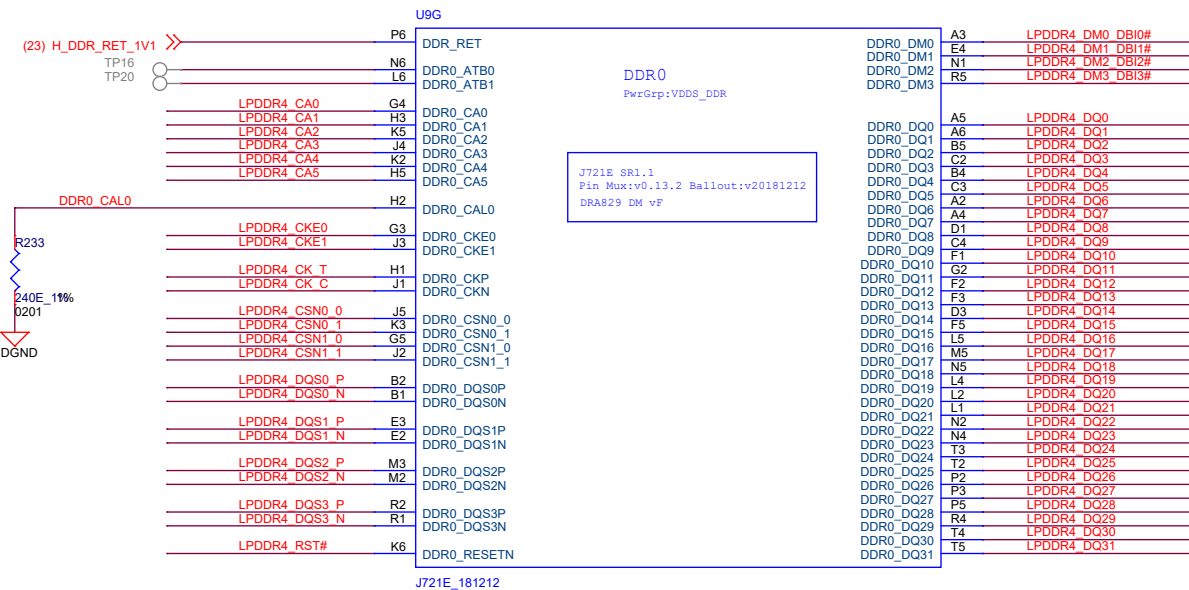 U9G
(23) H_DDR_RET_1V1 P6 DDR_RET
TP16 N6 DDR0_ATB0
TP20 L6 DDR0_ATB1
LPDDR4_CA0 G4 DDR0_CA0
LPDDR4_CA1 H3 DDR0_CA1
LPDDR4_CA2 K5 DDR0_CA2
LPDDR4_CA3 J4 DDR0_CA3
LPDDR4_CA4 K2 DDR0_CA4
LPDDR4_CA5 H5 DDR0_CA5
DDR0_CAL0 H2 DDR0_CAL0
LPDDR4_CKE0 G3 DDR0_CKE0
LPDDR4_CKE1 J3 DDR0_CKE1
LPDDR4_CK_T H1 DDR0_CKP
LPDDR4_CK_C J1 DDR0_CKN
LPDDR4_CSN0_0 J5 DDR0_CSN0_0
LPDDR4_CSN0_1 K3 DDR0_CSN0_1
LPDDR4_CSN1_0 G5 DDR0_CSN1_0
LPDDR4_CSN1_1 J2 DDR0_CSN1_1
LPDDR4_DQS0_P B2 DDR0_DQS0P
LPDDR4_DQS0_N B1 DDR0_DQS0N
LPDDR4_DQS1_P E3 DDR0_DQS1P
LPDDR4_DQS1_N E2 DDR0_DQS1N
LPDDR4_DQS2_P M3 DDR0_DQS2P
LPDDR4_DQS2_N M2 DDR0_DQS2N
LPDDR4_DQS3_P R2 DDR0_DQS3P
LPDDR4_DQS3_N R1 DDR0_DQS3N
LPDDR4_RST# K6 DDR0_RESETN
R233
240E_1%
0201
DGND
DDR0
PwrGrp:VDDS_DDR
J721E SR1.1
Pin Mux:v0.13.2 Ballout:v20181212
DRA829 DM vF
DDR0_DM0 A3 LPDDR4_DM0_DBI0#
DDR0_DM1 E4 LPDDR4_DM1_DBI1#
DDR0_DM2 N1 LPDDR4_DM2_DBI2#
DDR0_DM3 R5 LPDDR4_DM3_DBI3#
DDR0_DQ0 A5 LPDDR4_DQ0
DDR0_DQ1 A6 LPDDR4_DQ1
DDR0_DQ2 B5 LPDDR4_DQ2
DDR0_DQ3 C2 LPDDR4_DQ3
DDR0_DQ4 B4 LPDDR4_DQ4
DDR0_DQ5 C3 LPDDR4_DQ5
DDR0_DQ6 A2 LPDDR4_DQ6
DDR0_DQ7 A4 LPDDR4_DQ7
DDR0_DQ8 D1 LPDDR4_DQ8
DDR0_DQ9 C4 LPDDR4_DQ9
DDR0_DQ10 F1 LPDDR4_DQ10
DDR0_DQ11 G2 LPDDR4_DQ11
DDR0_DQ12 F2 LPDDR4_DQ12
DDR0_DQ13 F3 LPDDR4_DQ13
DDR0_DQ14 D3 LPDDR4_DQ14
DDR0_DQ15 F5 LPDDR4_DQ15
DDR0_DQ16 L5 LPDDR4_DQ16
DDR0_DQ17 M5 LPDDR4_DQ17
DDR0_DQ18 N5 LPDDR4_DQ18
DDR0_DQ19 L4 LPDDR4_DQ19
DDR0_DQ20 L2 LPDDR4_DQ20
DDR0_DQ21 L1 LPDDR4_DQ21
DDR0_DQ22 N2 LPDDR4_DQ22
DDR0_DQ23 N4 LPDDR4_DQ23
DDR0_DQ24 T3 LPDDR4_DQ24
DDR0_DQ25 T2 LPDDR4_DQ25
DDR0_DQ26 P2 LPDDR4_DQ26
DDR0_DQ27 P3 LPDDR4_DQ27
DDR0_DQ28 P5 LPDDR4_DQ28
DDR0_DQ29 R4 LPDDR4_DQ29
DDR0_DQ30 T4 LPDDR4_DQ30
DDR0_DQ31 T5 LPDDR4_DQ31
J721E_181212